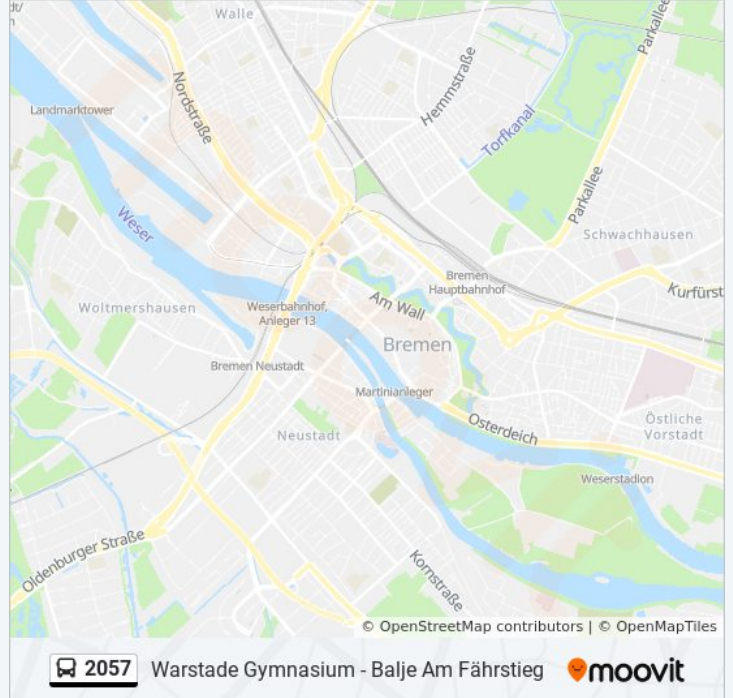 Walle
Parkallee
Hemmstraße
Nordstraße
Landmarktower
Torfkanal
Parkallee
Weser
Schwachhausen
Bremen
Hauptbahnhof
Kurfürst
Woltmershausen
Weserbahnhof,
Anleger 13
Am Wall
Bremen
Bremen Neustadt
Martinianleger
Neustadt
Osterdeich
Östliche
Vorstadt
Weserstadion
Oldenburger Straße
Kornstraße
© OpenStreetMap contributors | © OpenMapTiles
2057 Warstade Gymnasium - Balje Am Fährstieg moovit